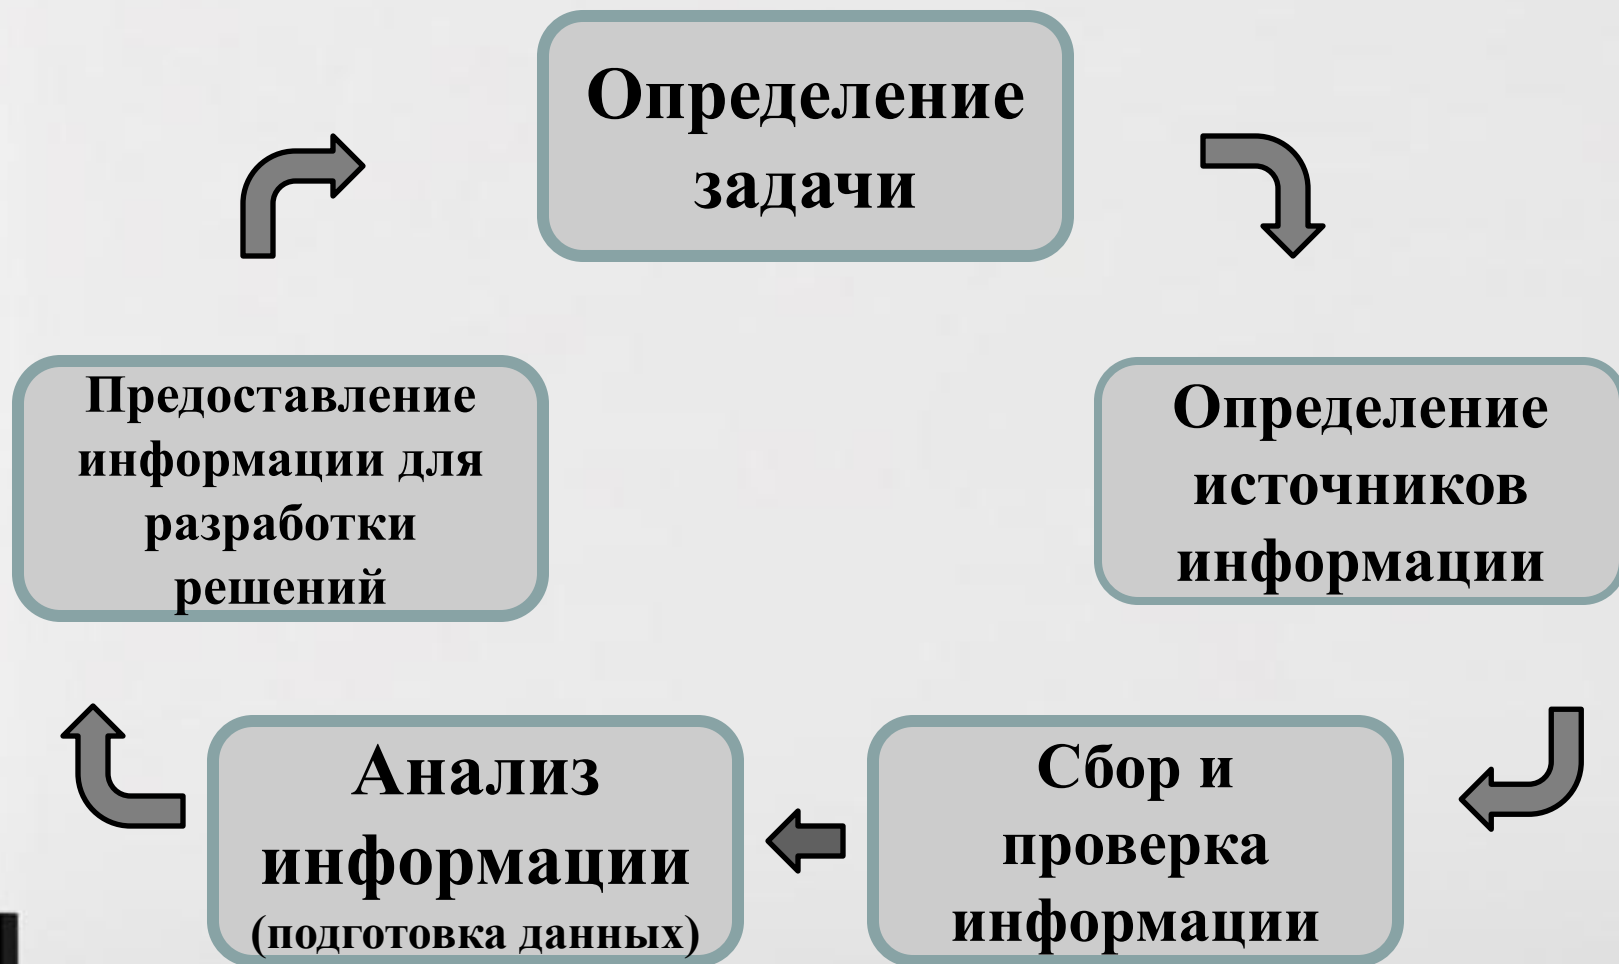 Определение
задачи
Определение
источников
информации
Сбор и
проверка
информации
Анализ
информации
(подготовка данных)
Предоставление
информации для
разработки
решений